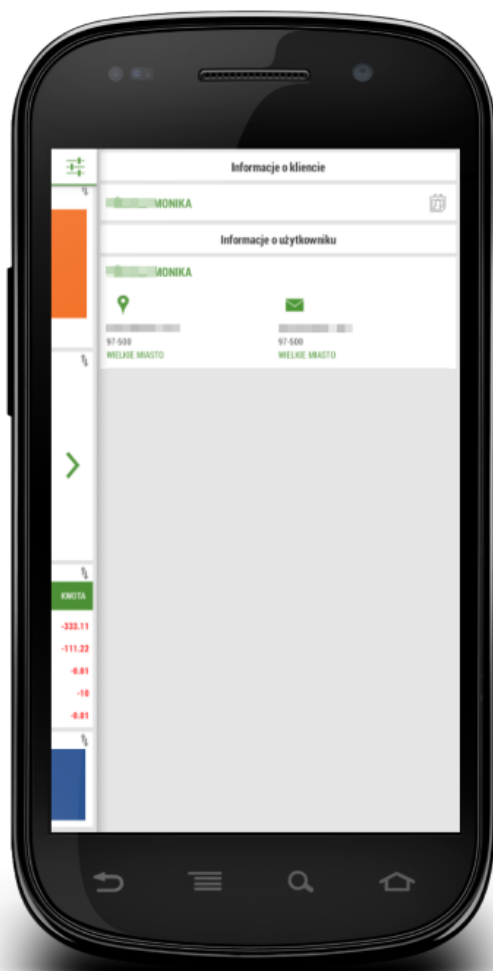 Informacje o kliencie
MONIKA
Informacje o użytkowniku
MONIKA
97-500
97-500
WIELKIE MIASTO
WIELKIE MIASTO
KWOTA
-333.11
-111.22
-0.01
-10
-0.01